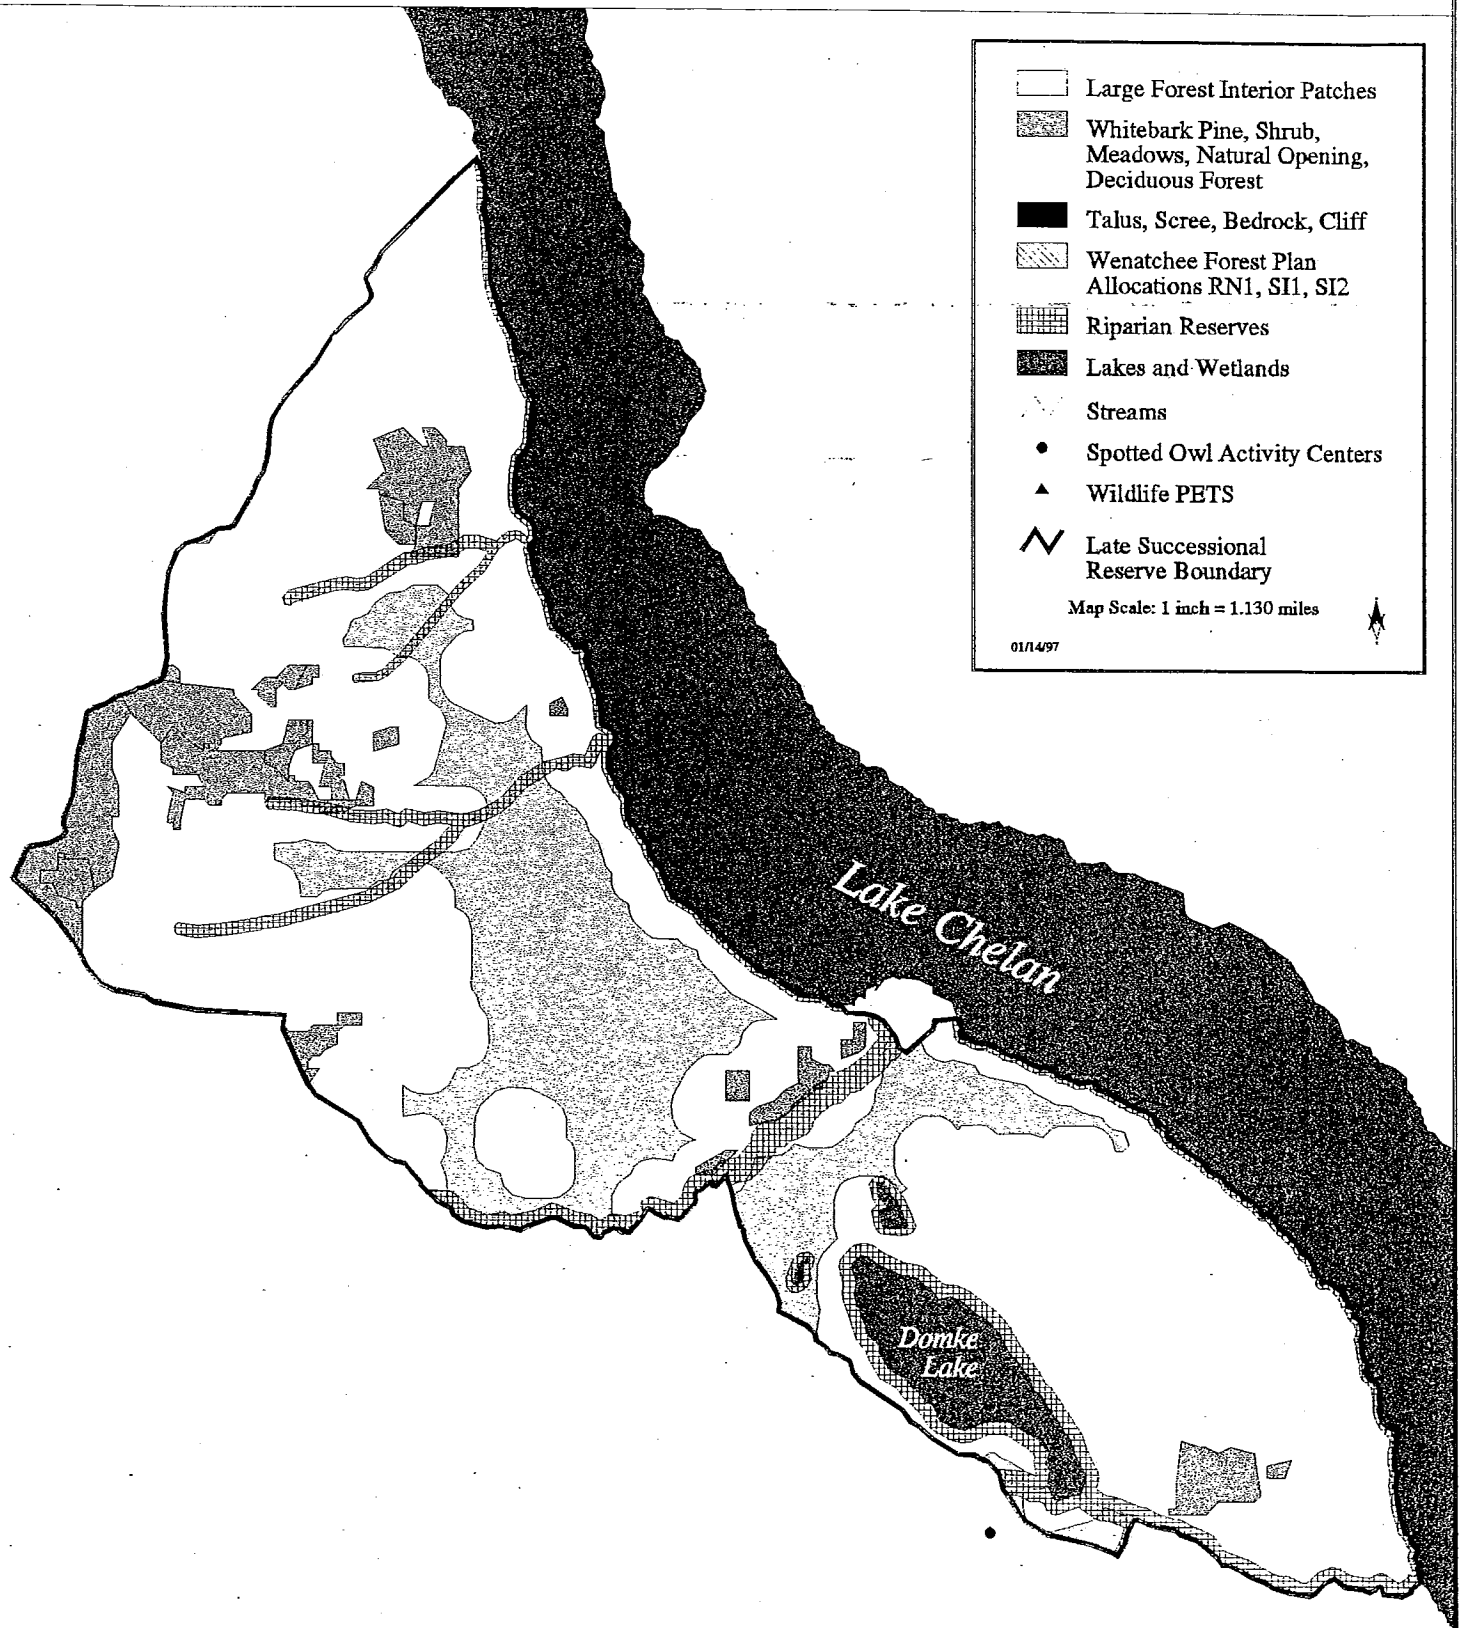 Large Forest Interior Patches
Whitebark Pine, Shrub,
Meadows, Natural Opening,
Deciduous Forest
Talus, Scree, Bedrock, Cliff
Wenatchee Forest Plan
Allocations RN1, SI1, SI2
Riparian Reserves
Lakes and Wetlands
Streams
Spotted Owl Activity Centers
Wildlife PETS
Late Successional
Reserve Boundary
Map Scale: 1 inch = 1.130 miles
01/14/97
Lake Chelan
Domke
Lake